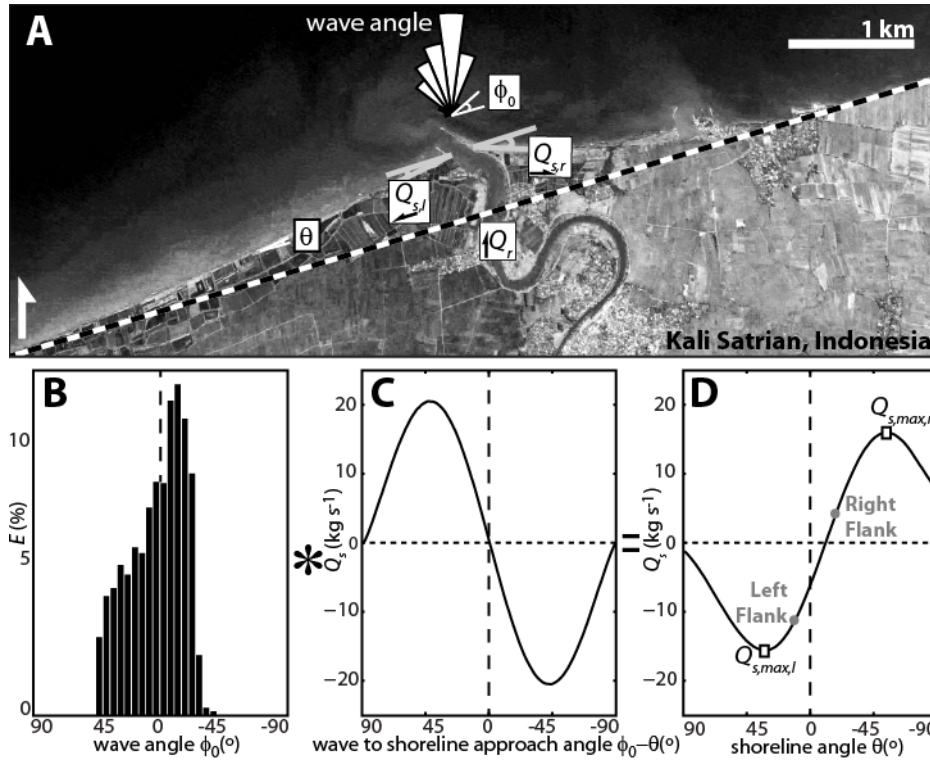 A
wave angle
1 km
ϕ₀
Qs,r
Qs,l
θ
Qr
Kali Satrian, Indonesia
B
10
5
0
E (%)
90 45 0 -45 -90
wave angle ϕ₀(º)
*
C
20
10
0
−10
−20
Qs (kg s⁻¹)
90 45 0 -45 -90
wave to shoreline approach angle ϕ₀−θ(º)
=
D
20
10
0
−10
−20
Qs (kg s⁻¹)
Qs,max,r
Right
Flank
Left
Flank
Qs,max,l
90 45 0 -45 -90
shoreline angle θ(º)